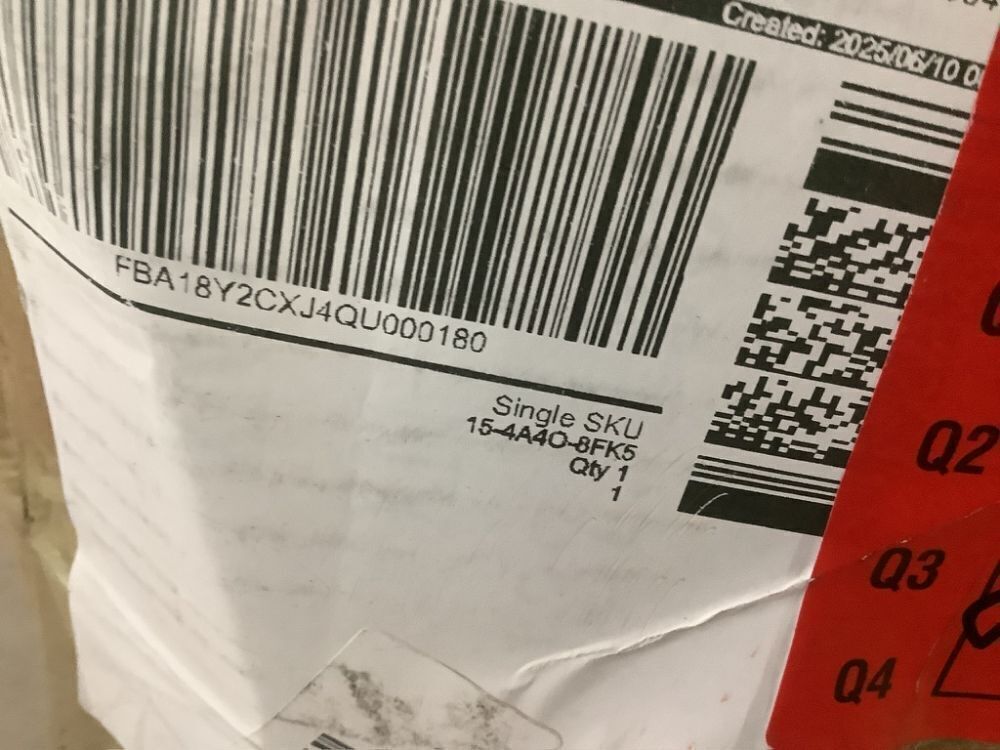 Created: 2025/06/10
FBA18Y2CXJ4QU000180
Single SKU
15-4A4O-8FK5
Qty 1
1
Q2
Q3
Q4